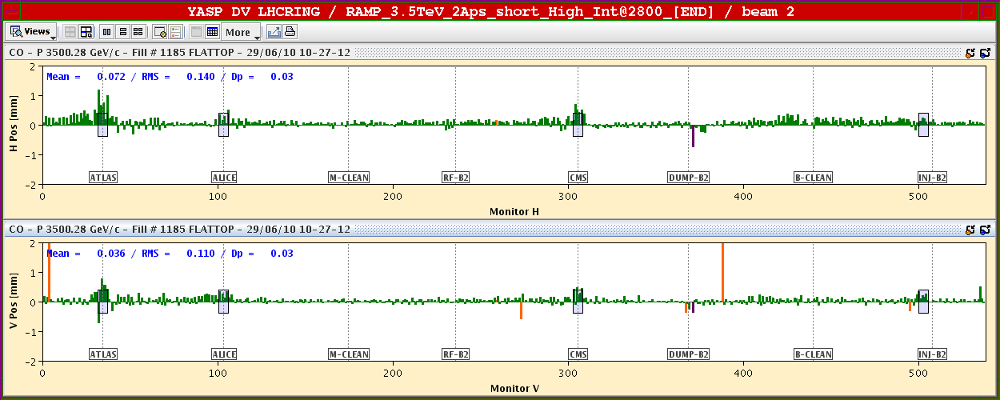 YASP DV LHCRING / RAMP_3.5TeV_2Aps_short_High_Int@2800_[END] / beam 2
Views More
CO - P 3500.28 GeV/c - Fill # 1185 FLATTOP - 29/06/10 10-27-12
Mean = 0.072 / RMS = 0.140 / Dp = 0.03
H Pos [mm]
2
1
0
-1
-2
ATLAS ALICE M-CLEAN RF-B2 CMS DUMP-B2 B-CLEAN INJ-B2
0 100 200 300 400 500
Monitor H
CO - P 3500.28 GeV/c - Fill # 1185 FLATTOP - 29/06/10 10-27-12
Mean = 0.036 / RMS = 0.110 / Dp = 0.03
V Pos [mm]
2
1
0
-1
-2
ATLAS ALICE M-CLEAN RF-B2 CMS DUMP-B2 B-CLEAN INJ-B2
0 100 200 300 400 500
Monitor V